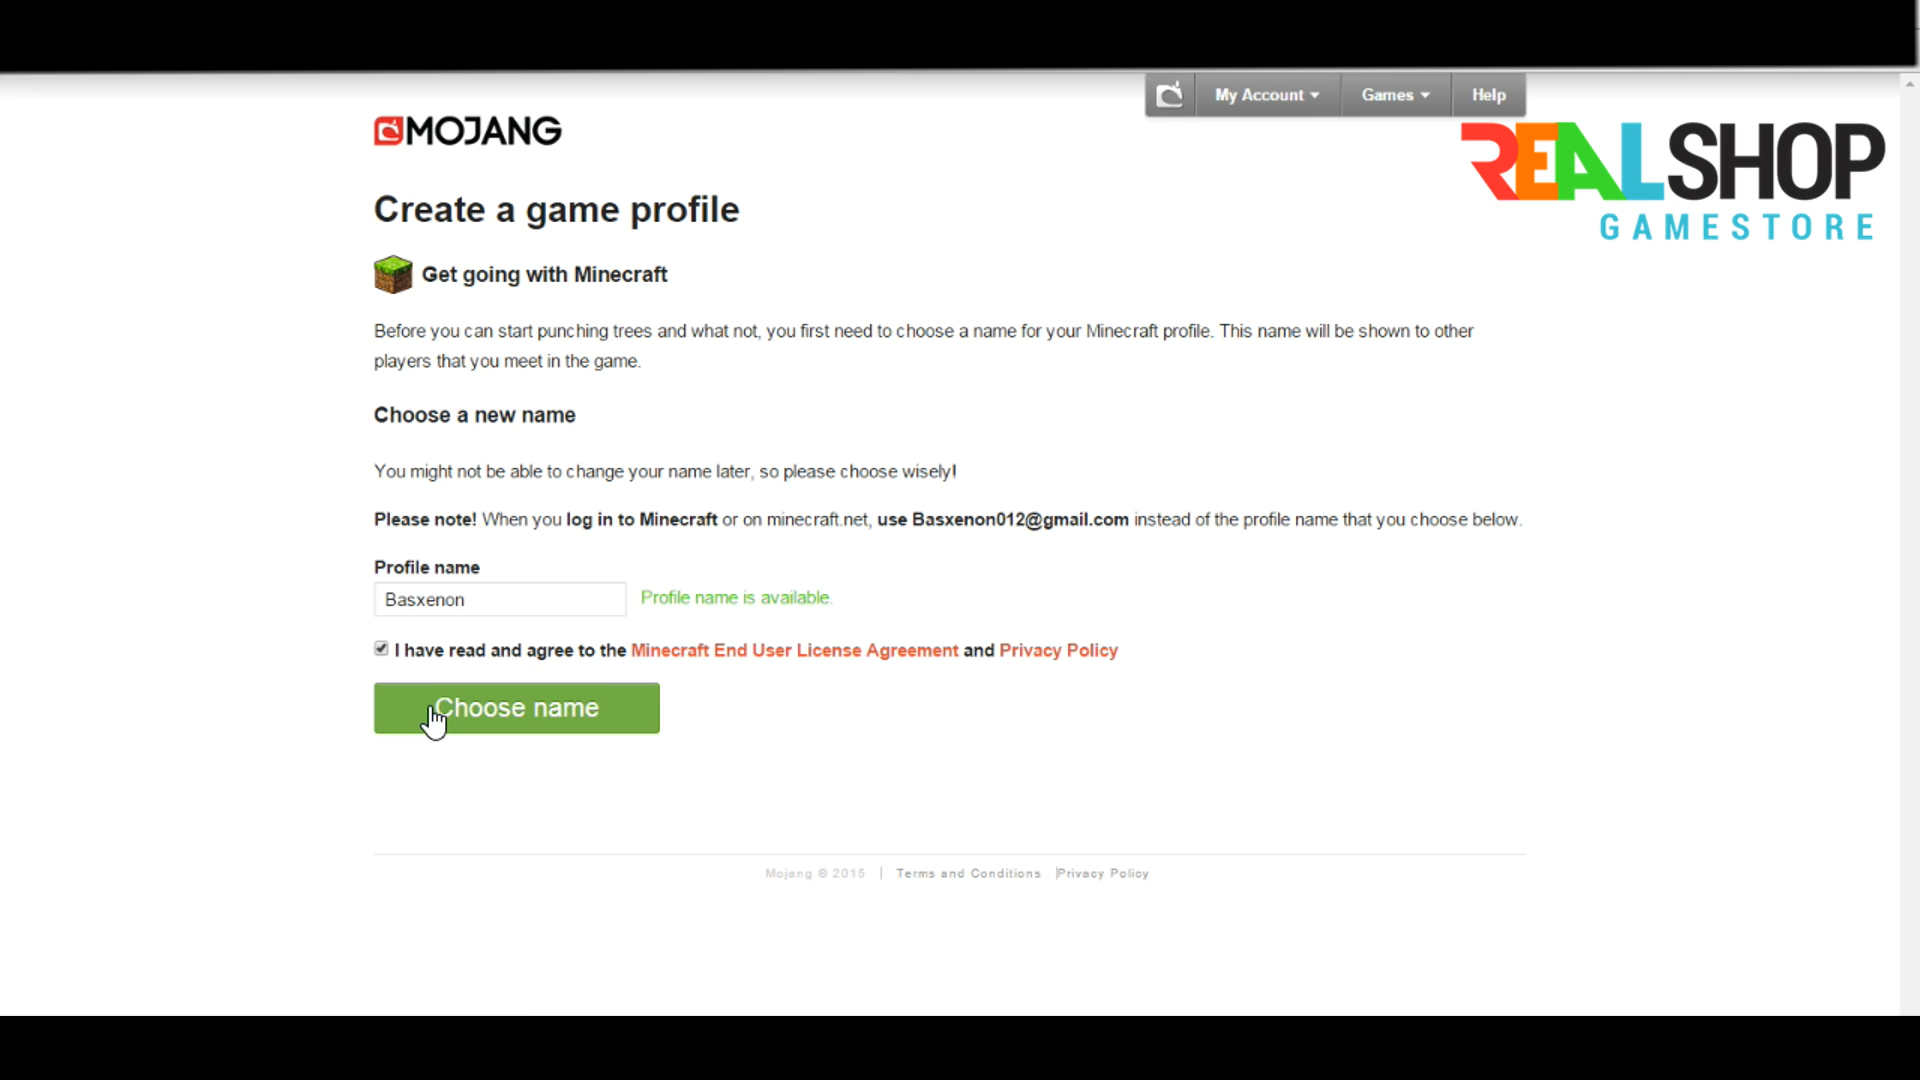 My Account Games Help
MOJANG
REALSHOP
GAMESTORE
Create a game profile
Get going with Minecraft
Before you can start punching trees and what not, you first need to choose a name for your Minecraft profile. This name will be shown to other
players that you meet in the game.
Choose a new name
You might not be able to change your name later, so please choose wisely!
Please note! When you log in to Minecraft or on minecraft.net, use Basxenon012@gmail.com instead of the profile name that you choose below.
Profile name
Basxenon Profile name is available.
I have read and agree to the Minecraft End User License Agreement and Privacy Policy
Choose name
Mojang © 2015 | Terms and Conditions | Privacy Policy